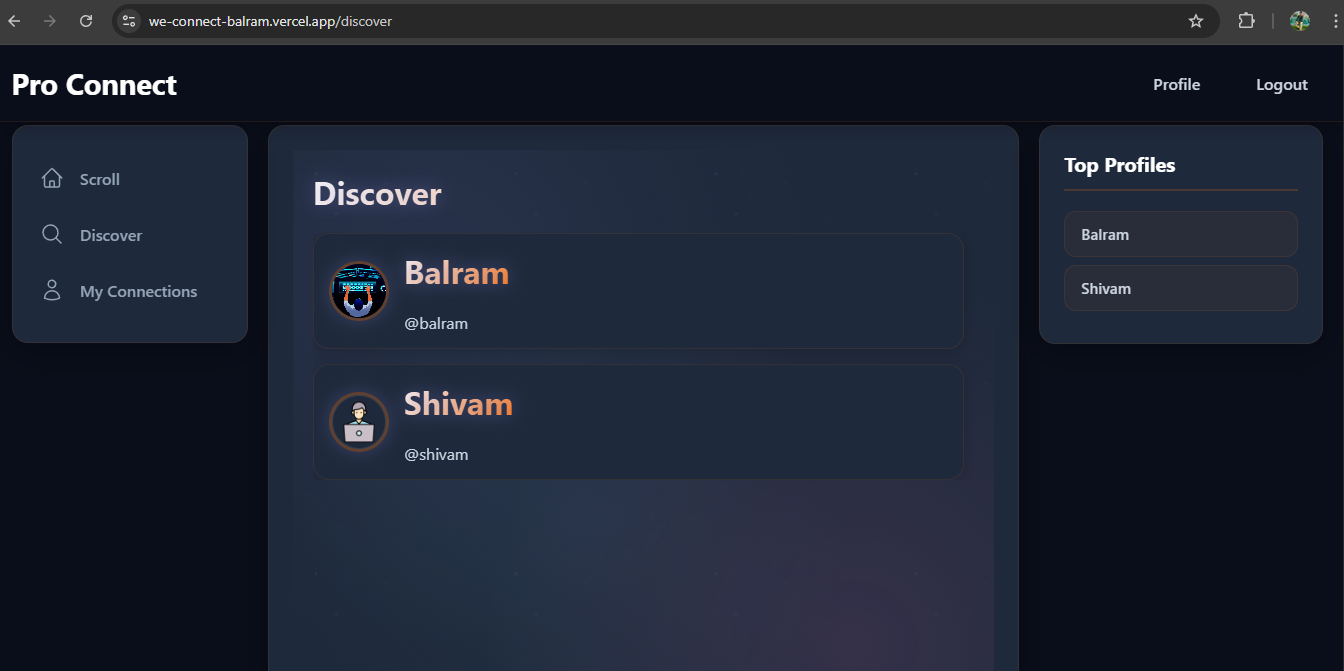 we-connect-balram.vercel.app/discover
Pro Connect
Profile
Logout
Scroll
Discover
My Connections
Discover
Balram
@balram
Shivam
@shivam
Top Profiles
Balram
Shivam